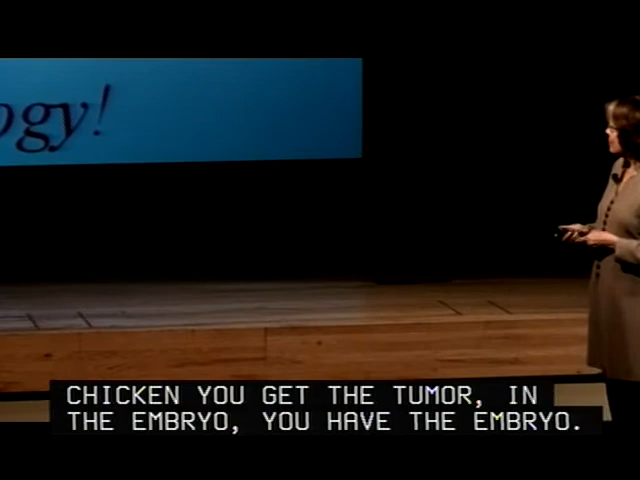 ogy!
CHICKEN YOU GET THE TUMOR, IN
THE EMBRYO, YOU HAVE THE EMBRYO.